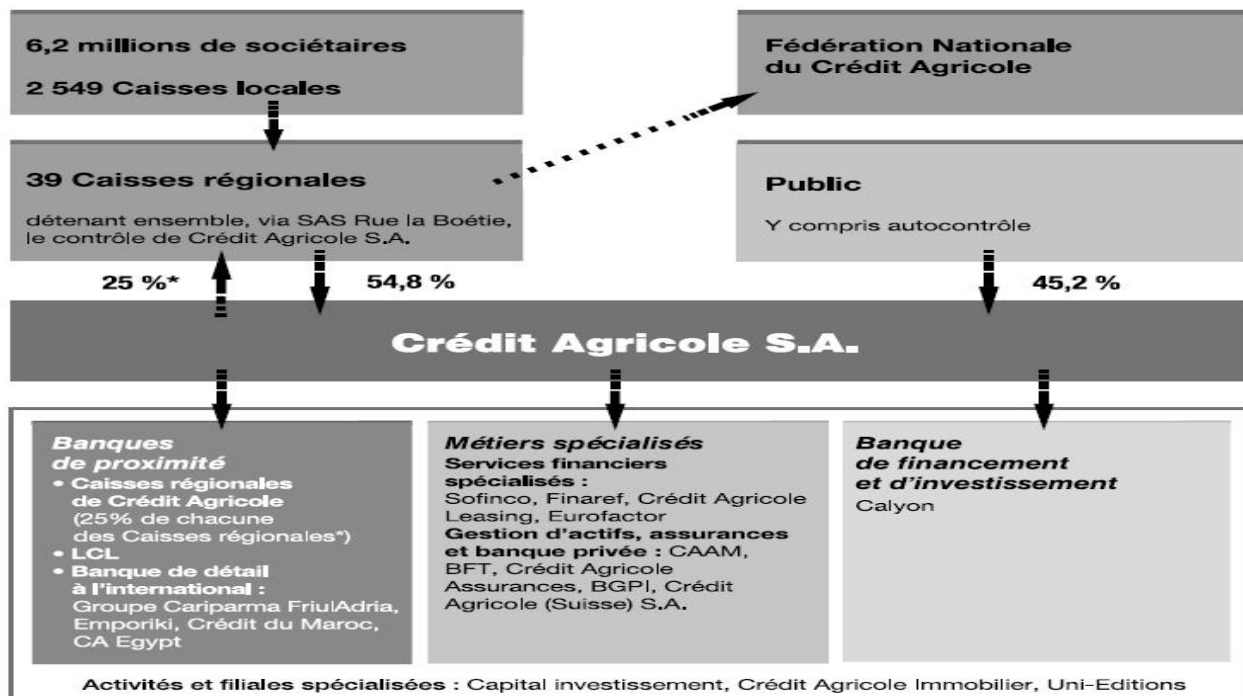 6,2 millions de sociétaires
2 549 Caisses locales
Fédération Nationale
du Crédit Agricole
39 Caisses régionales
détenant ensemble, via SAS Rue la Boétie,
le contrôle de Crédit Agricole S.A.
Public
Y compris autocontrôle
25 %*
54,8 %
45,2 %
Crédit Agricole S.A.
Banques
de proximité
• Caisses régionales
de Crédit Agricole
(25% de chacune
des Caisses régionales*)
• LCL
• Banque de détail
à l'international :
Groupe Cariparma FriulAdria,
Emporiki, Crédit du Maroc,
CA Egypt
Métiers spécialisés
Services financiers
spécialisés :
Sofinco, Finaref, Crédit Agricole
Leasing, Eurofactor
Gestion d'actifs, assurances
et banque privée : CAAM,
BFT, Crédit Agricole
Assurances, BGPI, Crédit
Agricole (Suisse) S.A.
Banque
de financement
et d'investissement
Calyon
Activités et filiales spécialisées : Capital investissement, Crédit Agricole Immobilier, Uni-Editions